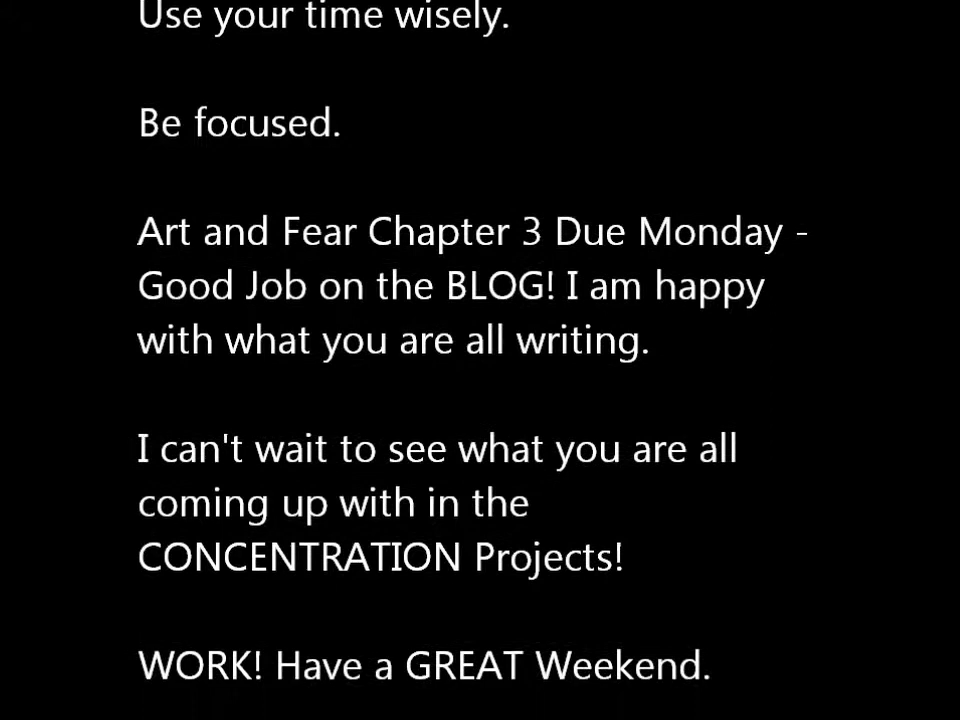 Use your time wisely.
Be focused.
Art and Fear Chapter 3 Due Monday -
Good Job on the BLOG! I am happy
with what you are all writing.
I can't wait to see what you are all
coming up with in the
CONCENTRATION Projects!
WORK! Have a GREAT Weekend.